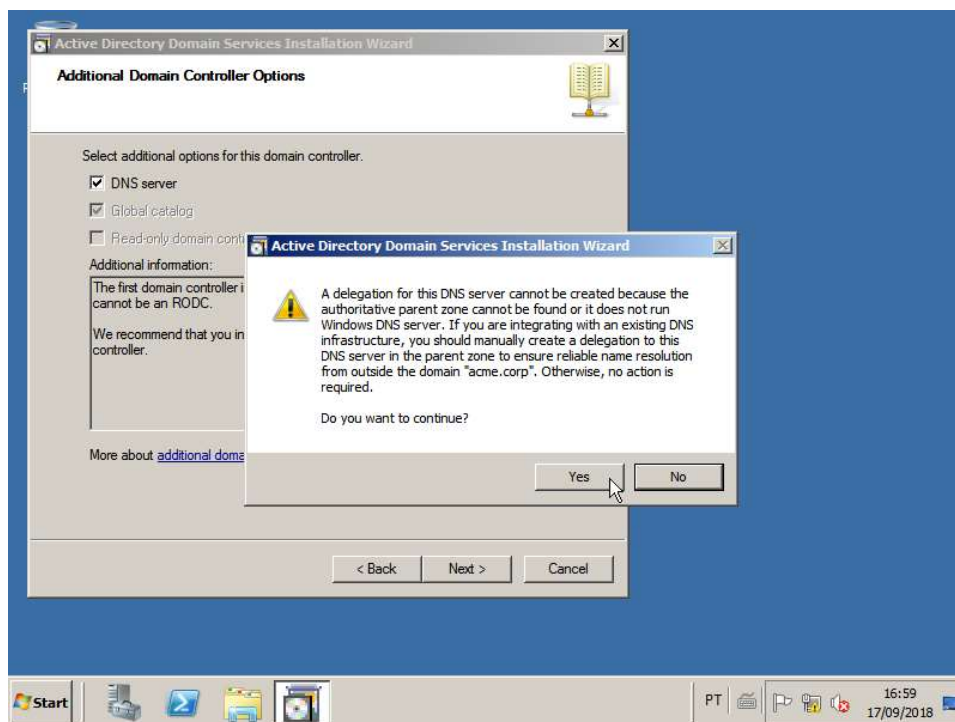 Active Directory Domain Services Installation Wizard
Additional Domain Controller Options
Select additional options for this domain controller.
DNS server
Global catalog
Read-only domain cont
Additional information:
The first domain controller i
cannot be an RODC.
We recommend that you in
controller.
More about additional doma
< Back
Next >
Cancel
Active Directory Domain Services Installation Wizard
A delegation for this DNS server cannot be created because the
authoritative parent zone cannot be found or it does not run
Windows DNS server. If you are integrating with an existing DNS
infrastructure, you should manually create a delegation to this
DNS server in the parent zone to ensure reliable name resolution
from outside the domain "acme.corp". Otherwise, no action is
required.
Do you want to continue?
Yes
No
Start
PT
16:59
17/09/2018